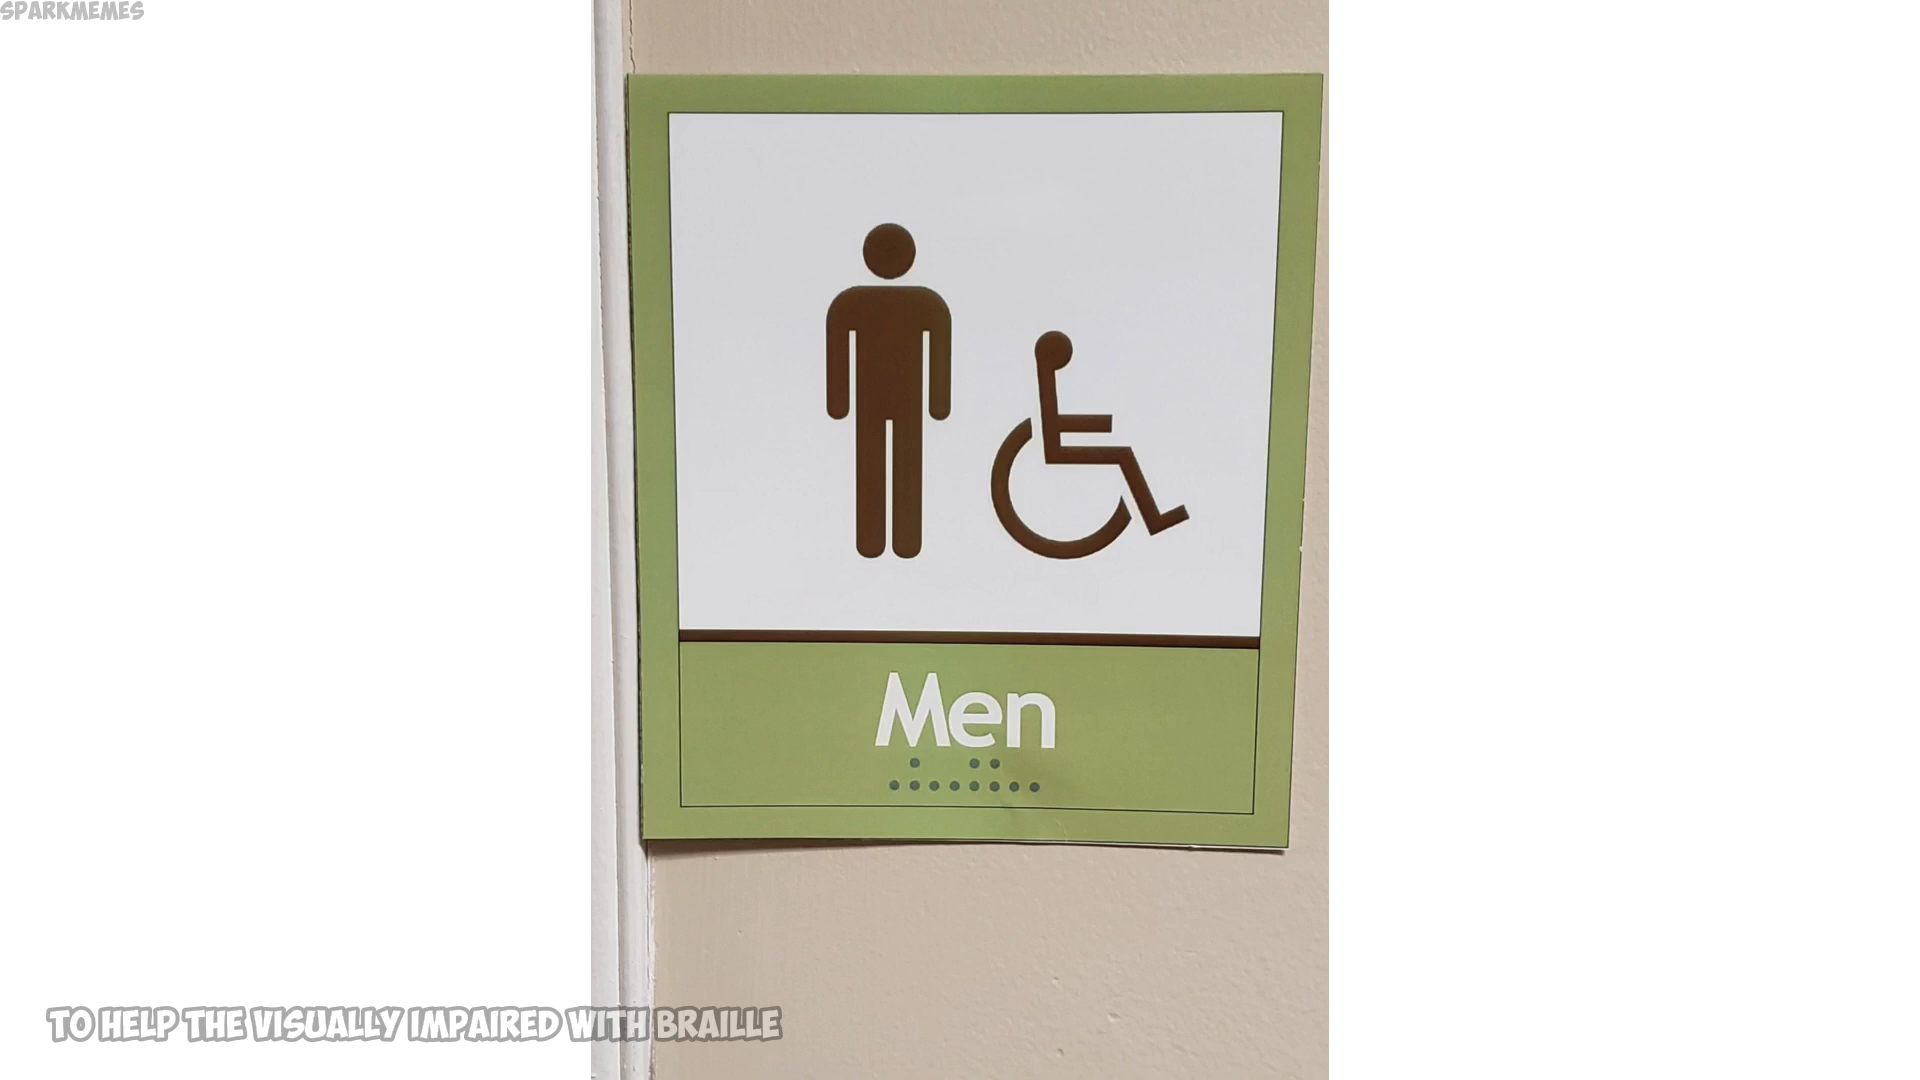 SPARKMEMES
Men
TO HELP THE VISUALLY IMPAIRED WITH BRAILLE